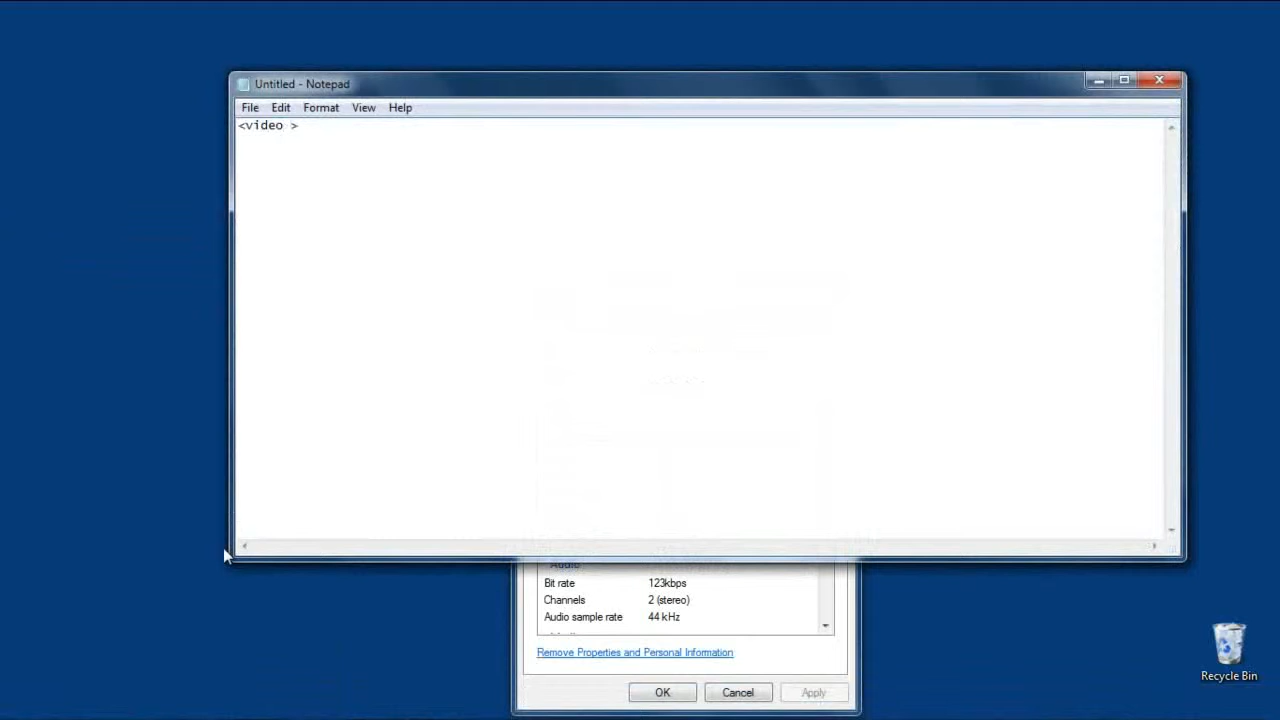 Untitled - Notepad
File Edit Format View Help
<video >
Audio
Bit rate 123kbps
Channels 2 (stereo)
Audio sample rate 44 kHz
Remove Properties and Personal Information
OK Cancel Apply
Recycle Bin